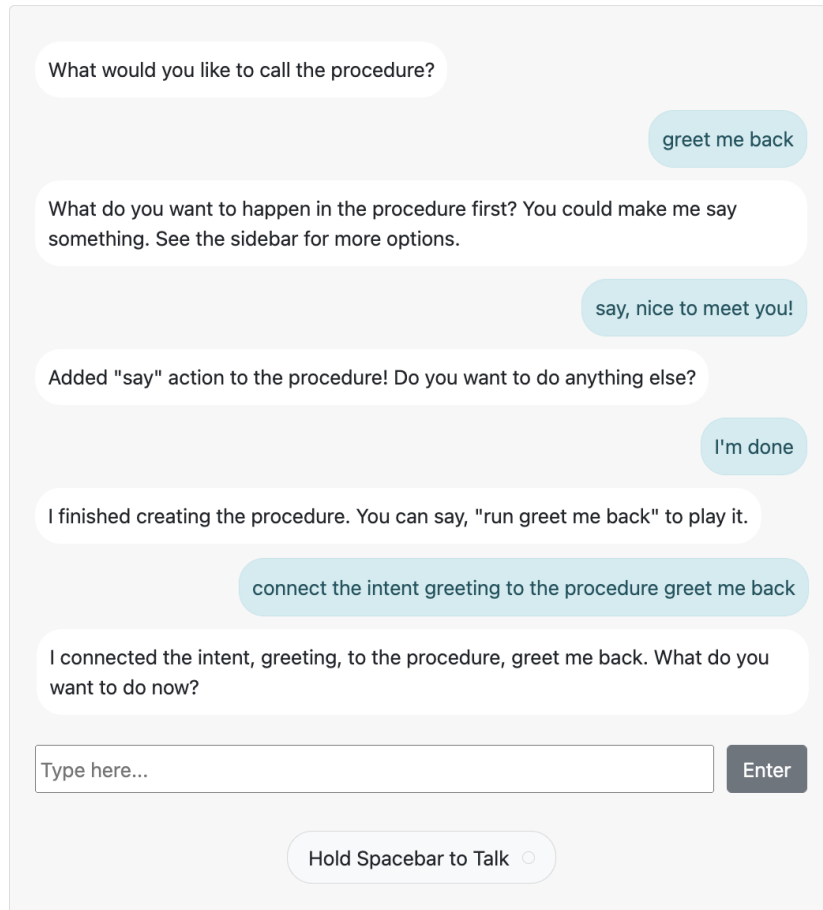 What would you like to call the procedure?
greet me back
What do you want to happen in the procedure first? You could make me say
something. See the sidebar for more options.
say, nice to meet you!
Added "say" action to the procedure! Do you want to do anything else?
I'm done
I finished creating the procedure. You can say, "run greet me back" to play it.
connect the intent greeting to the procedure greet me back
I connected the intent, greeting, to the procedure, greet me back. What do you
want to do now?
Type here...
Enter
Hold Spacebar to Talk